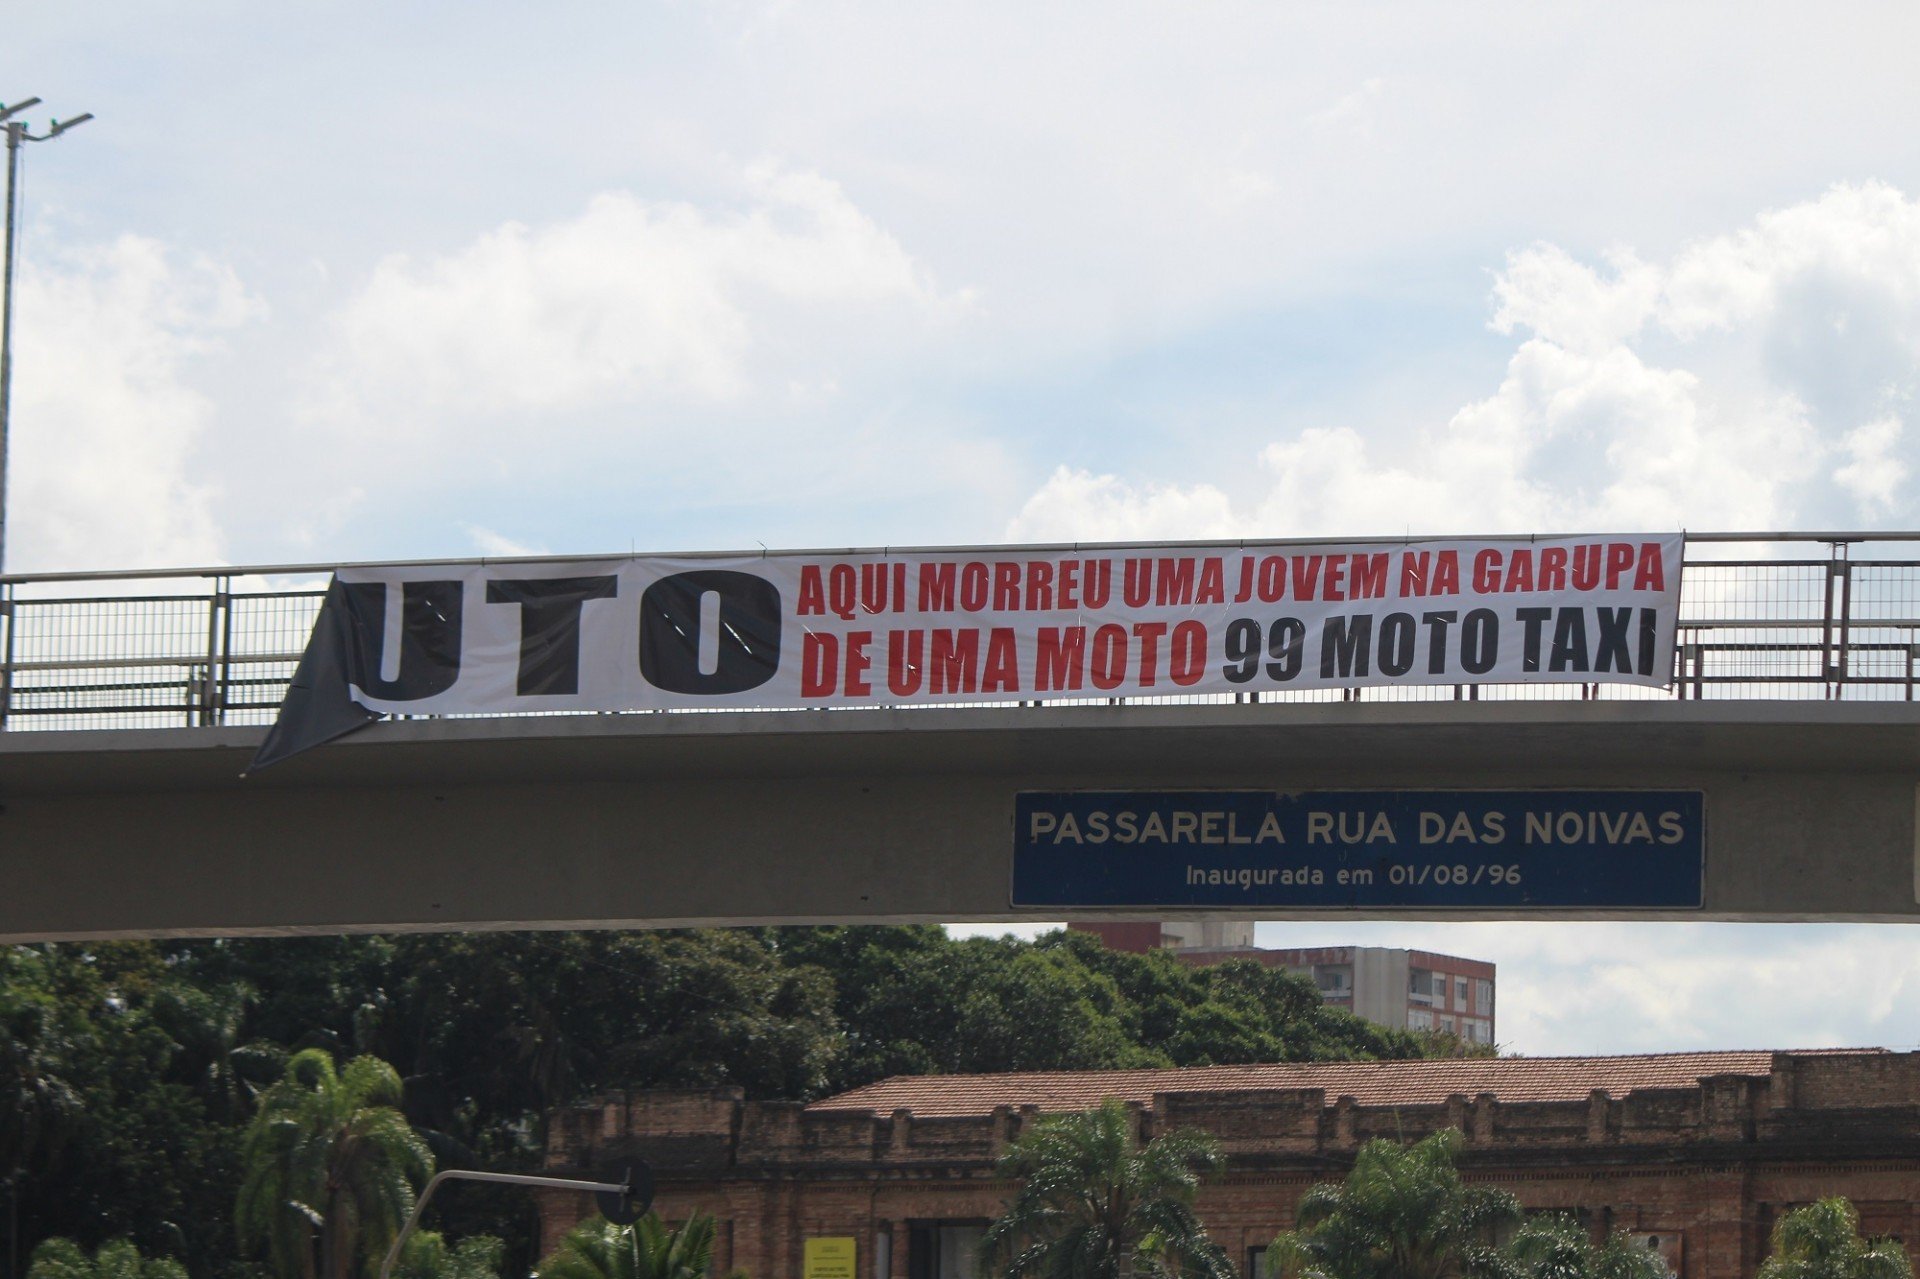 UTO
AQUI MORREU UMA JOVEM NA GARUPA
DE UMA MOTO 99 MOTO TAXI
PASSARELA RUA DAS NOIVAS
Inaugurada em 01/08/96